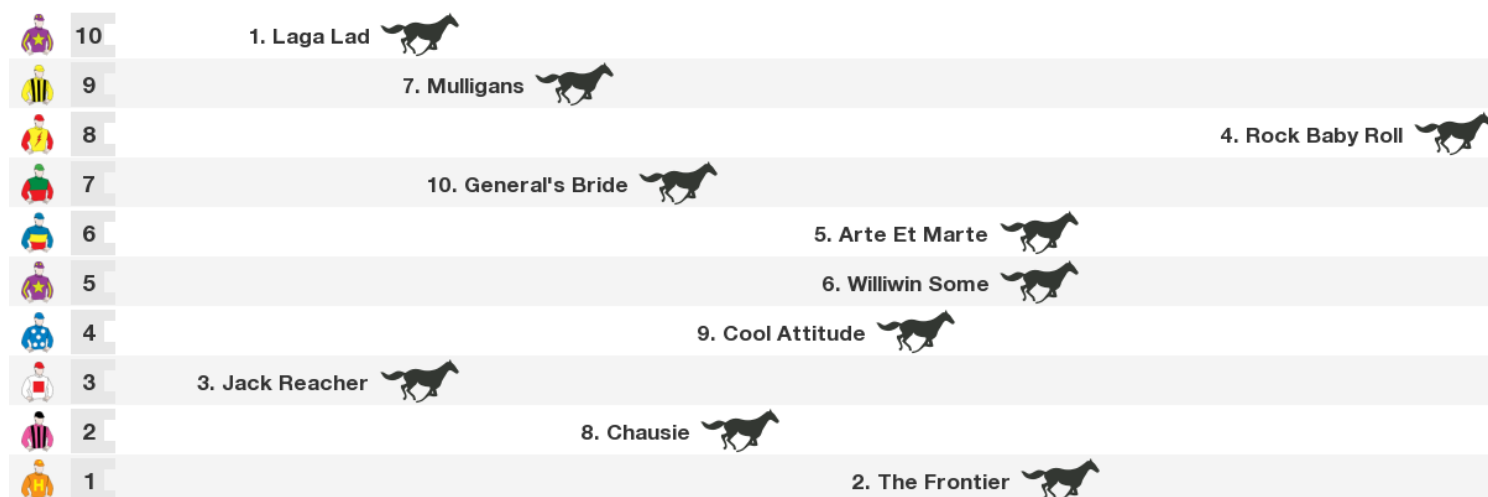 10 1. Laga Lad
9 7. Mulligans
8 4. Rock Baby Roll
7 10. General's Bride
6 5. Arte Et Marte
5 6. Williwin Some
4 9. Cool Attitude
3 3. Jack Reacher
2 8. Chausie
H 1 2. The Frontier